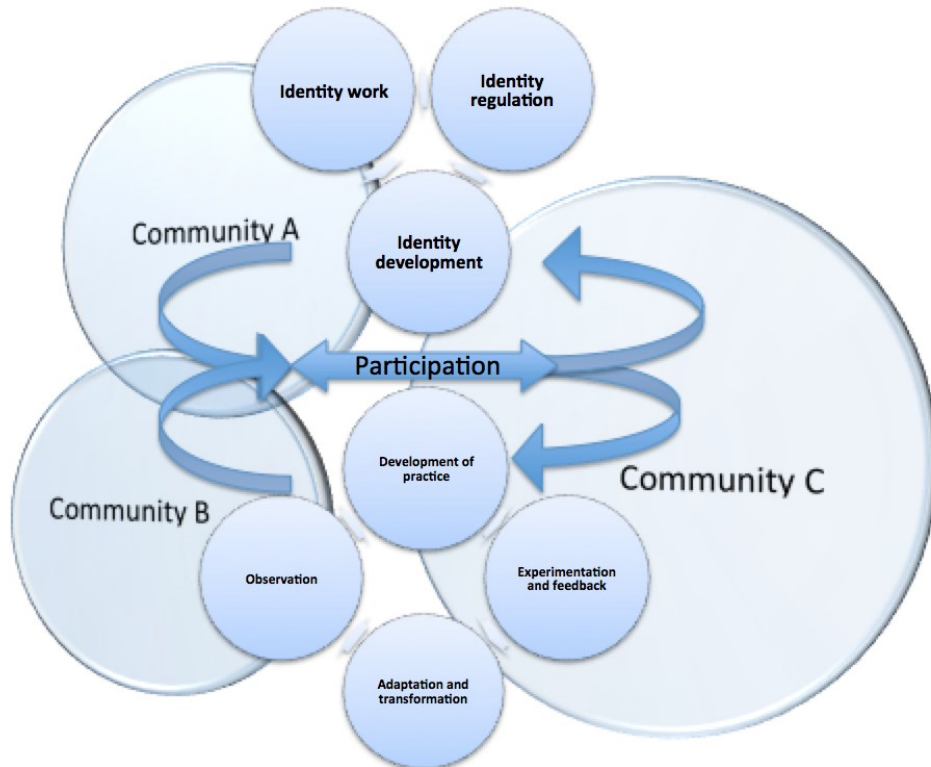 Identity work
Identity
regulation
Community A
Identity
development
Participation
Development of
practice
Community C
Community B
Observation
Experimentation
and feedback
Adaptation and
transformation